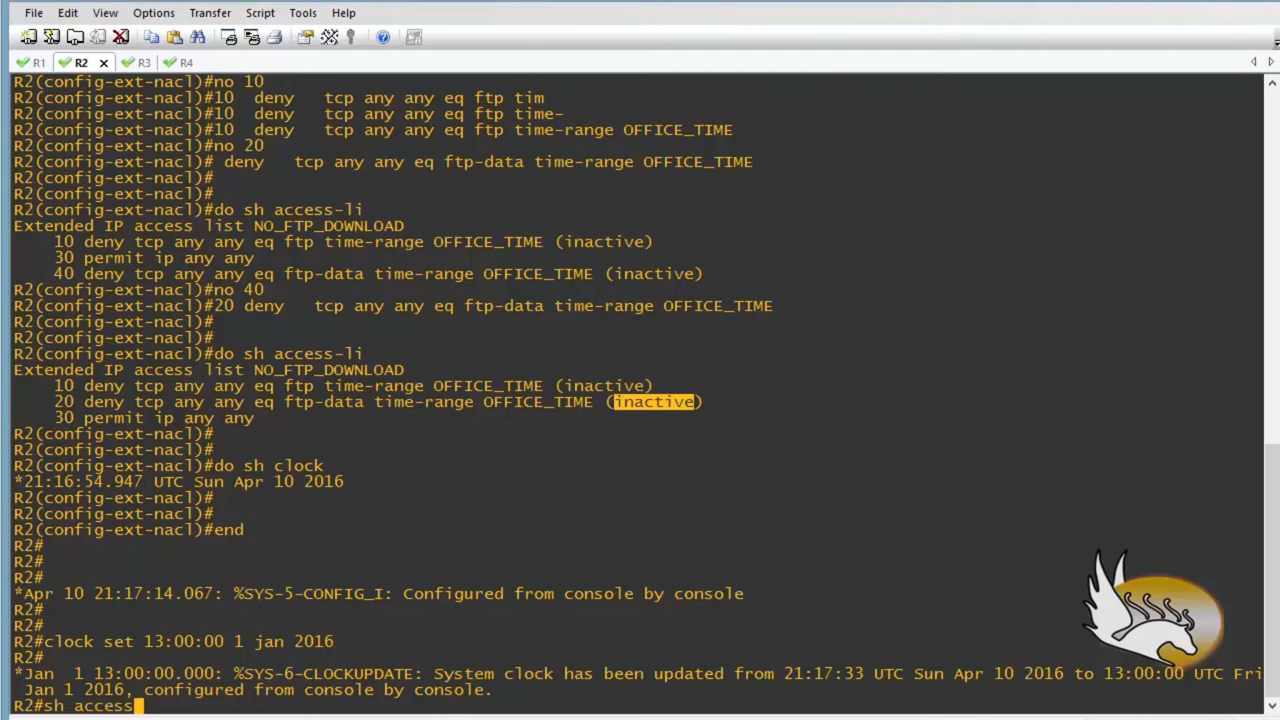 File Edit View Options Transfer Script Tools Help
R1 R2 x R3 R4
R2(config-ext-nacl)#no 10
R2(config-ext-nacl)#10  deny   tcp any any eq ftp tim
R2(config-ext-nacl)#10  deny   tcp any any eq ftp time-
R2(config-ext-nacl)#10  deny   tcp any any eq ftp time-range OFFICE_TIME
R2(config-ext-nacl)#no 20
R2(config-ext-nacl)# deny   tcp any any eq ftp-data time-range OFFICE_TIME
R2(config-ext-nacl)#
R2(config-ext-nacl)#
R2(config-ext-nacl)#do sh access-li
Extended IP access list NO_FTP_DOWNLOAD
    10 deny tcp any any eq ftp time-range OFFICE_TIME (inactive)
    30 permit ip any any
    40 deny tcp any any eq ftp-data time-range OFFICE_TIME (inactive)
R2(config-ext-nacl)#no 40
R2(config-ext-nacl)#20 deny   tcp any any eq ftp-data time-range OFFICE_TIME
R2(config-ext-nacl)#
R2(config-ext-nacl)#
R2(config-ext-nacl)#do sh access-li
Extended IP access list NO_FTP_DOWNLOAD
    10 deny tcp any any eq ftp time-range OFFICE_TIME (inactive)
    20 deny tcp any any eq ftp-data time-range OFFICE_TIME (inactive)
    30 permit ip any any
R2(config-ext-nacl)#
R2(config-ext-nacl)#
R2(config-ext-nacl)#do sh clock
*21:16:54.947 UTC Sun Apr 10 2016
R2(config-ext-nacl)#
R2(config-ext-nacl)#
R2(config-ext-nacl)#end
R2#
R2#
R2#
*Apr 10 21:17:14.067: %SYS-5-CONFIG_I: Configured from console by console
R2#
R2#
R2#clock set 13:00:00 1 jan 2016
R2#
*Jan  1 13:00:00.000: %SYS-6-CLOCKUPDATE: System clock has been updated from 21:17:33 UTC Sun Apr 10 2016 to 13:00:00 UTC Fri
 Jan 1 2016, configured from console by console.
R2#sh access